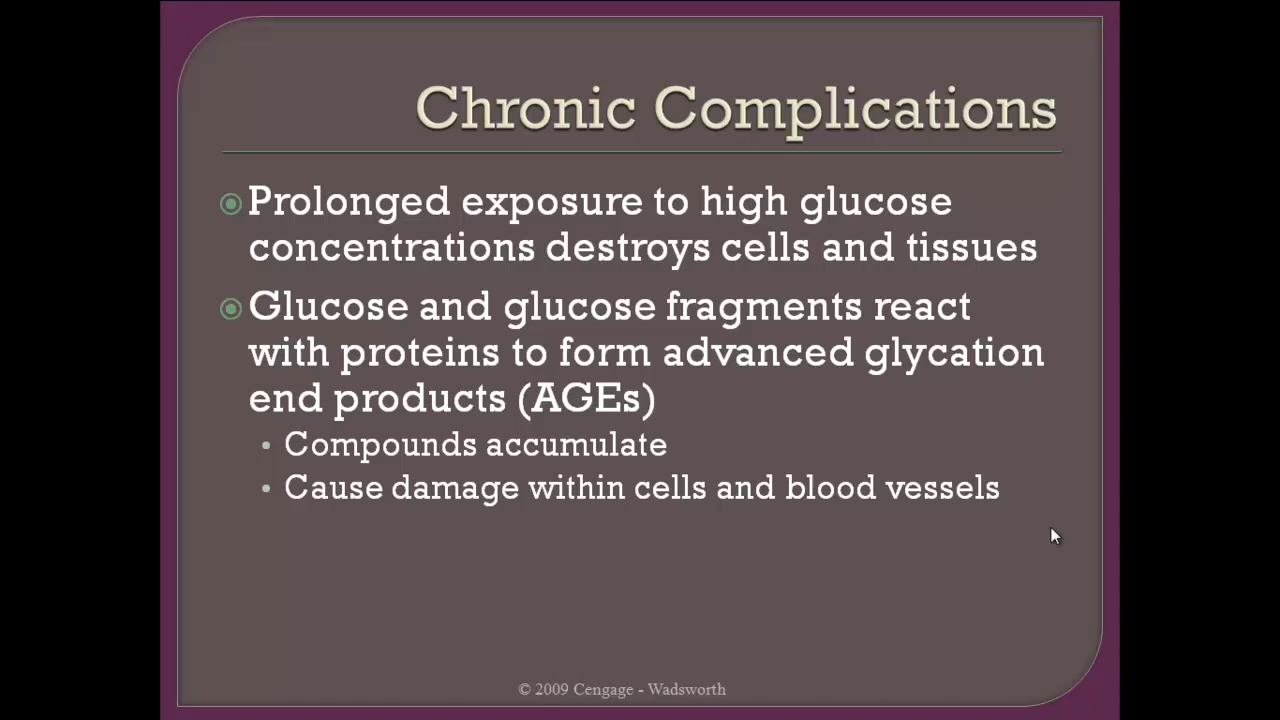 Chronic Complications
Prolonged exposure to high glucose
concentrations destroys cells and tissues
Glucose and glucose fragments react
with proteins to form advanced glycation
end products (AGEs)
• Compounds accumulate
• Cause damage within cells and blood vessels
© 2009 Cengage - Wadsworth